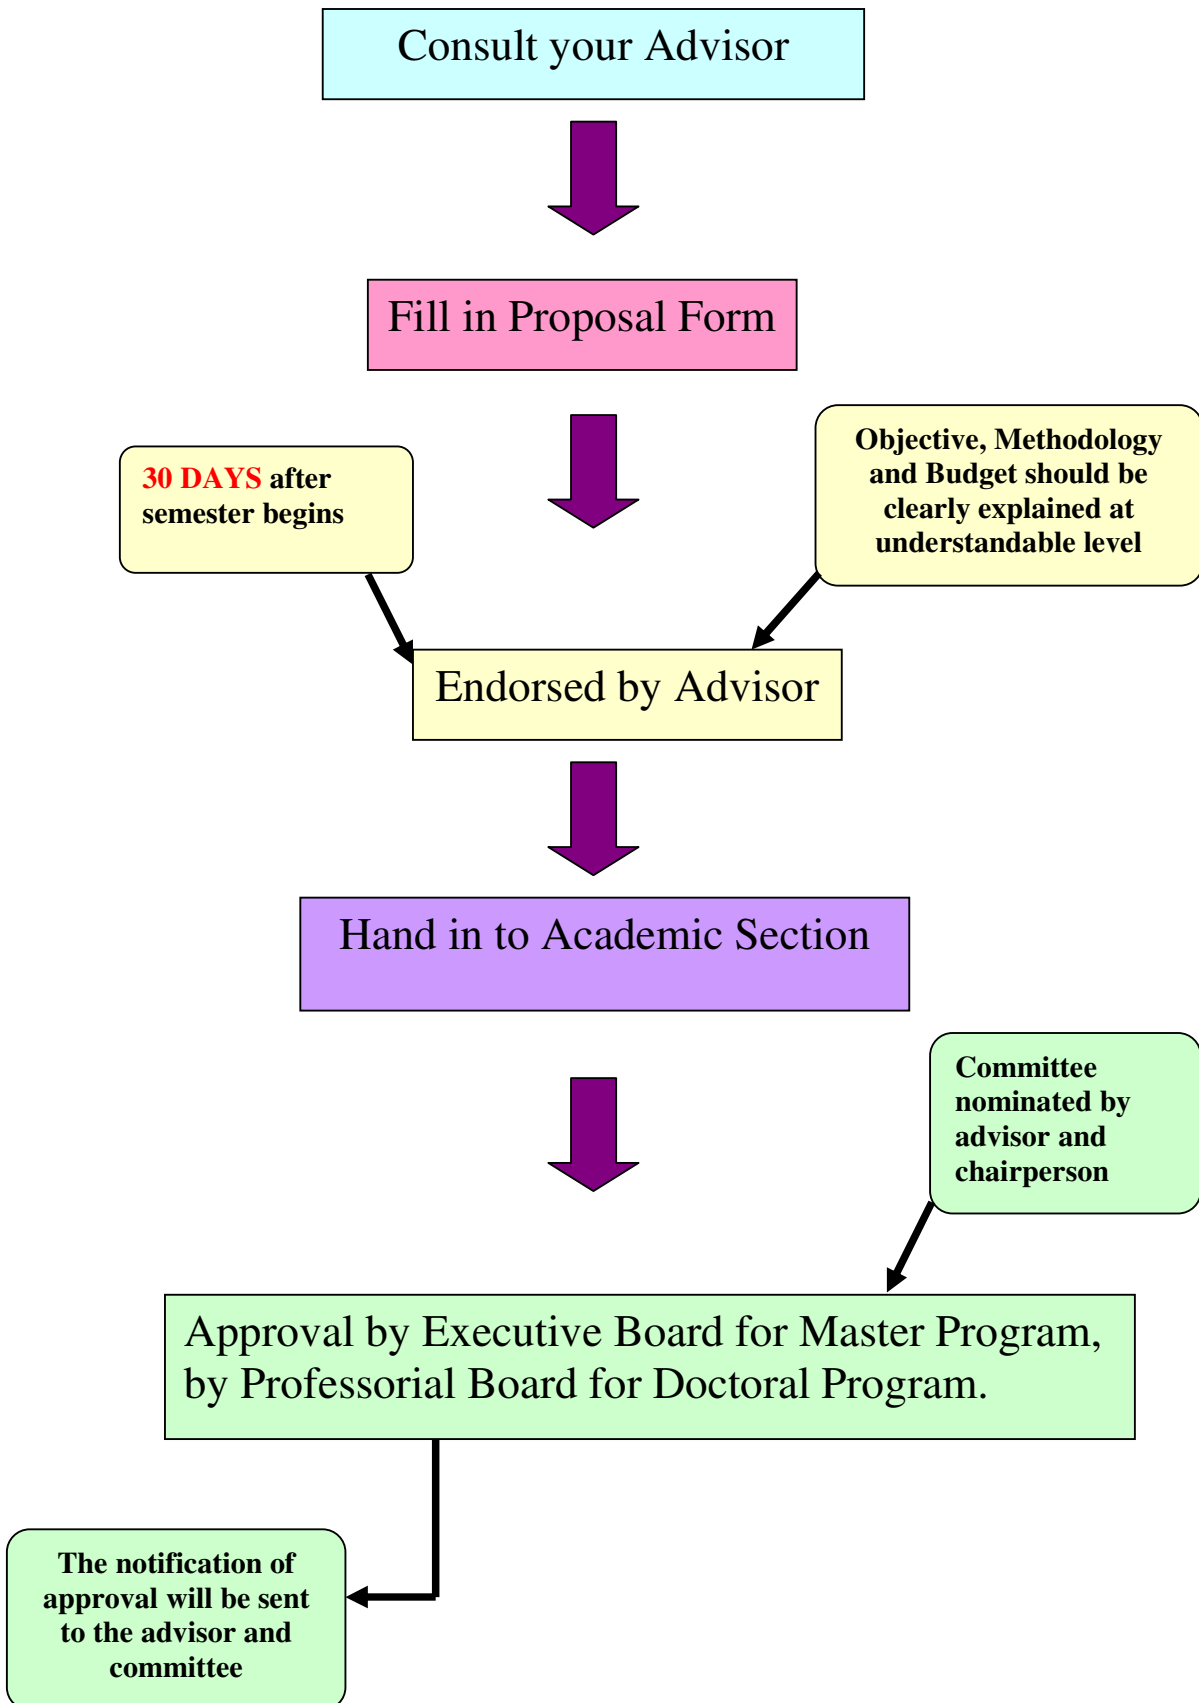 Consult your Advisor
Fill in Proposal Form
30 DAYS after
semester begins
Objective, Methodology
and Budget should be
clearly explained at
understandable level
Endorsed by Advisor
Hand in to Academic Section
Committee
nominated by
advisor and
chairperson
Approval by Executive Board for Master Program,
by Professorial Board for Doctoral Program.
The notification of
approval will be sent
to the advisor and
committee